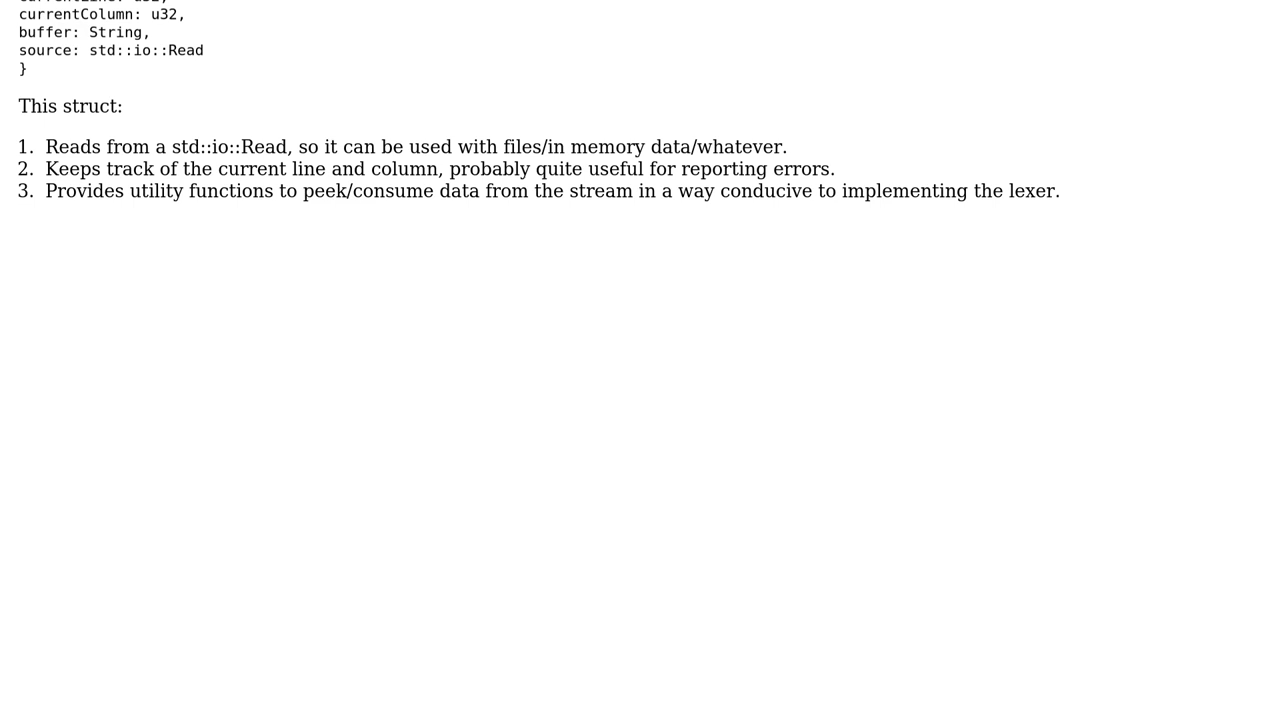 currentColumn: u32,
buffer: String,
source: std::io::Read
}
This struct:
1. Reads from a std::io::Read, so it can be used with files/in memory data/whatever.
2. Keeps track of the current line and column, probably quite useful for reporting errors.
3. Provides utility functions to peek/consume data from the stream in a way conducive to implementing the lexer.